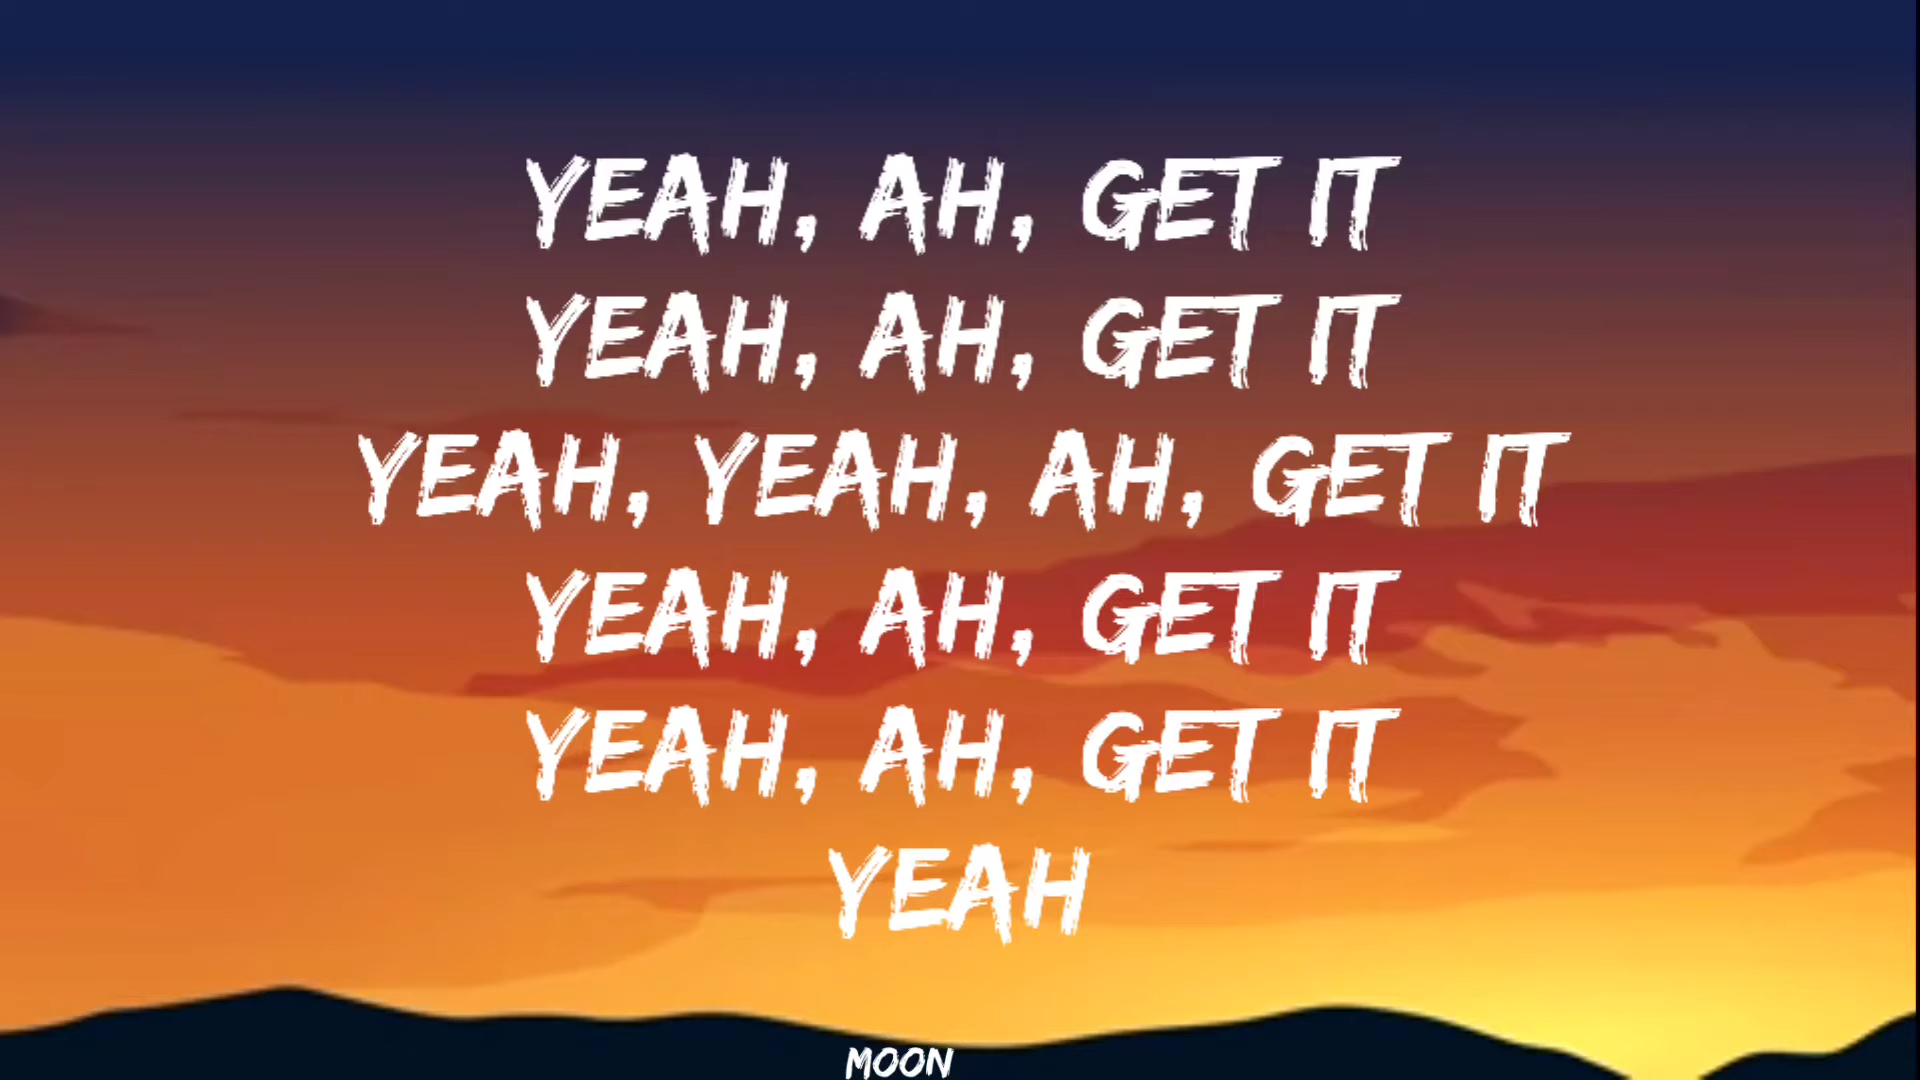 YEAH, AH, GET IT
YEAH, AH, GET IT
YEAH, YEAH, AH, GET IT
YEAH, AH, GET IT
YEAH, AH, GET IT
YEAH
MOON